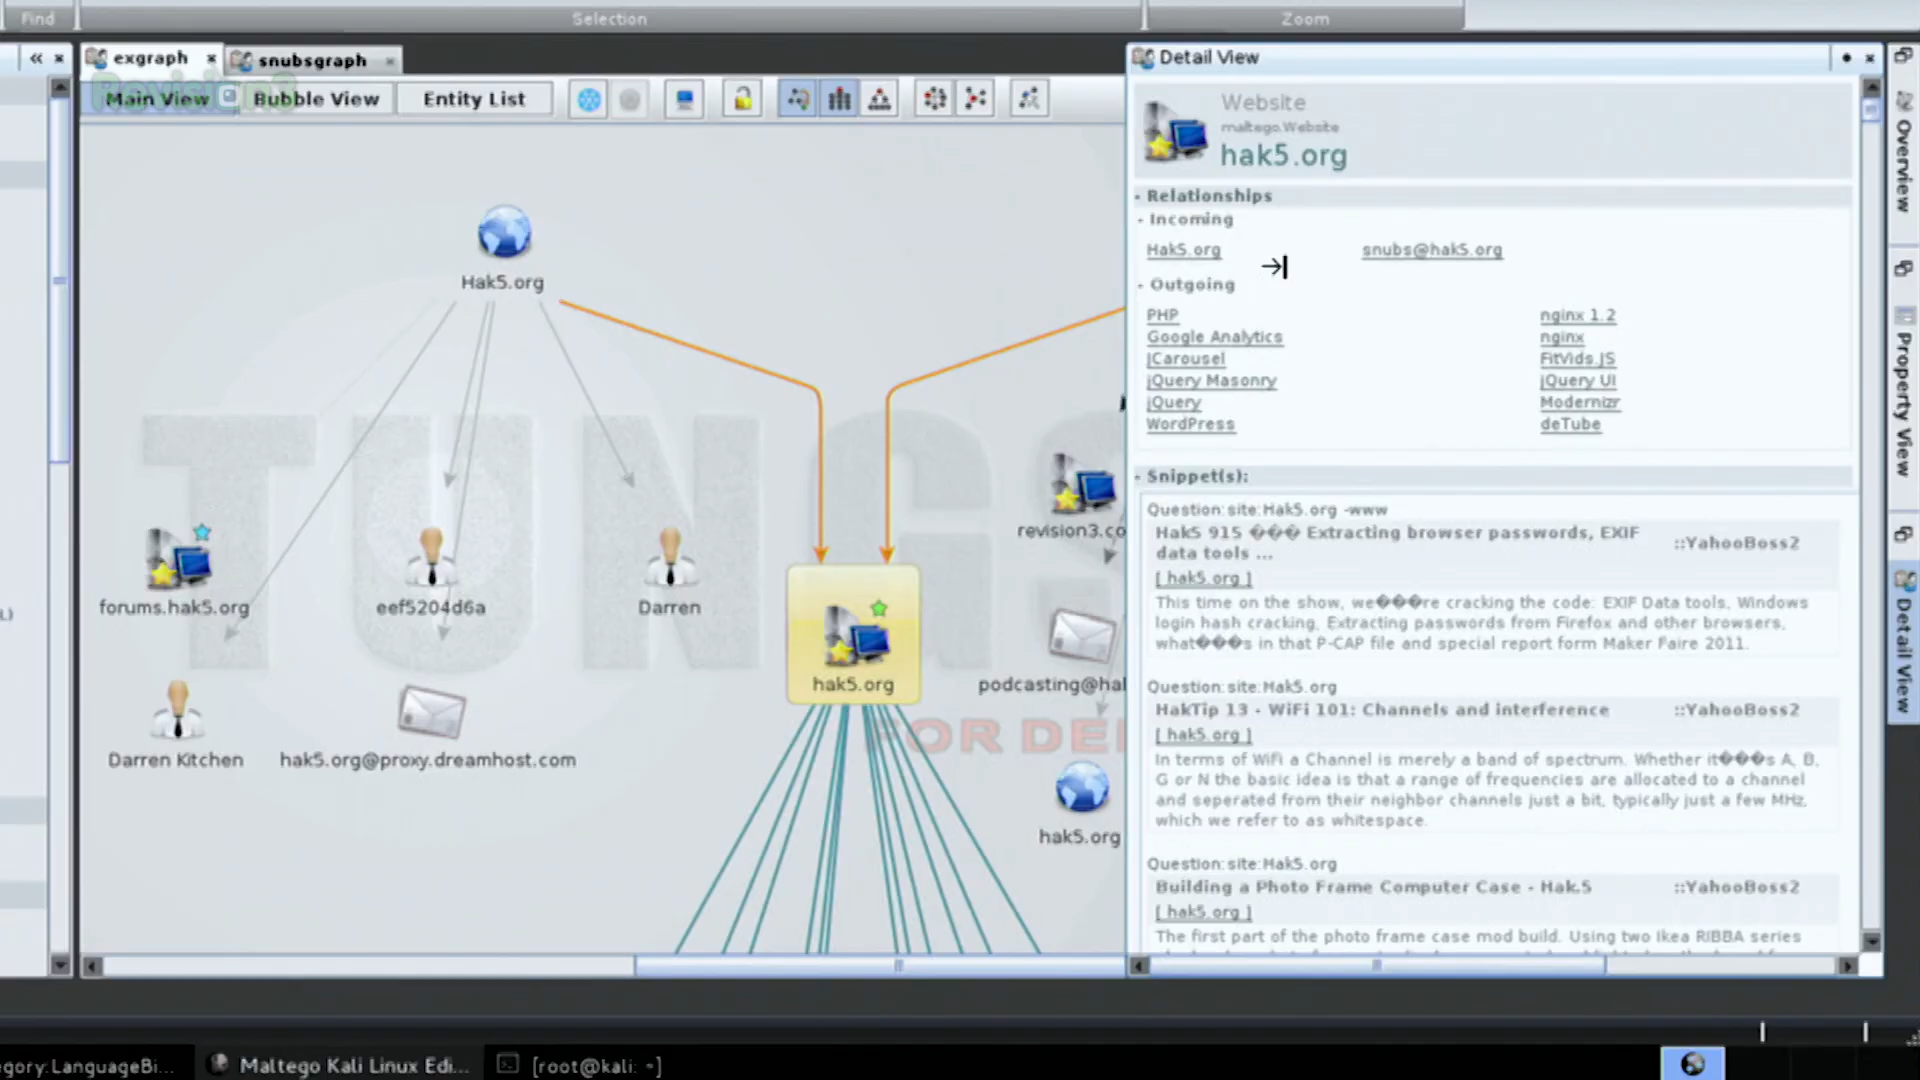 Find
Selection
Zoom
exgraph
snubsgraph
Detail View
Revision3
Main View
Bubble View
Entity List
Website
maltego.Website
hak5.org
Relationships
Incoming
Hak5.org
snubs@hak5.org
Outgoing
PHP
nginx 1.2
Google Analytics
nginx
JCarousel
FitVids.JS
jQuery Masonry
jQuery UI
jQuery
Modernizr
WordPress
deTube
Snippet(s):
Question: site:Hak5.org -www
Hak5 915 ��� Extracting browser passwords, EXIF
data tools ...
::YahooBoss2
[ hak5.org ]
This time on the show, we���re cracking the code: EXIF Data tools, Windows
login hash cracking, Extracting passwords from Firefox and other browsers,
what���s in that P-CAP file and special report form Maker Faire 2011.
Question: site:Hak5.org
HakTip 13 - WiFi 101: Channels and interference
::YahooBoss2
[ hak5.org ]
In terms of WiFi a Channel is merely a band of spectrum. Whether it���s A, B,
G or N the basic idea is that a range of frequencies are allocated to a channel
and seperated from their neighbor channels just a bit, typically just a few MHz,
which we refer to as whitespace.
Question: site:Hak5.org
Building a Photo Frame Computer Case - Hak.5
::YahooBoss2
[ hak5.org ]
The first part of the photo frame case mod build. Using two Ikea RIBBA series
Overview
Property View
Detail View
Hak5.org
TUNGS
revision3.co
forums.hak5.org
eef5204d6a
Darren
hak5.org
podcasting@hal
FOR DE
Darren Kitchen
hak5.org@proxy.dreamhost.com
hak5.org
gory:LanguageBi...
Maltego Kali Linux Edi...
[root@kali: ~]